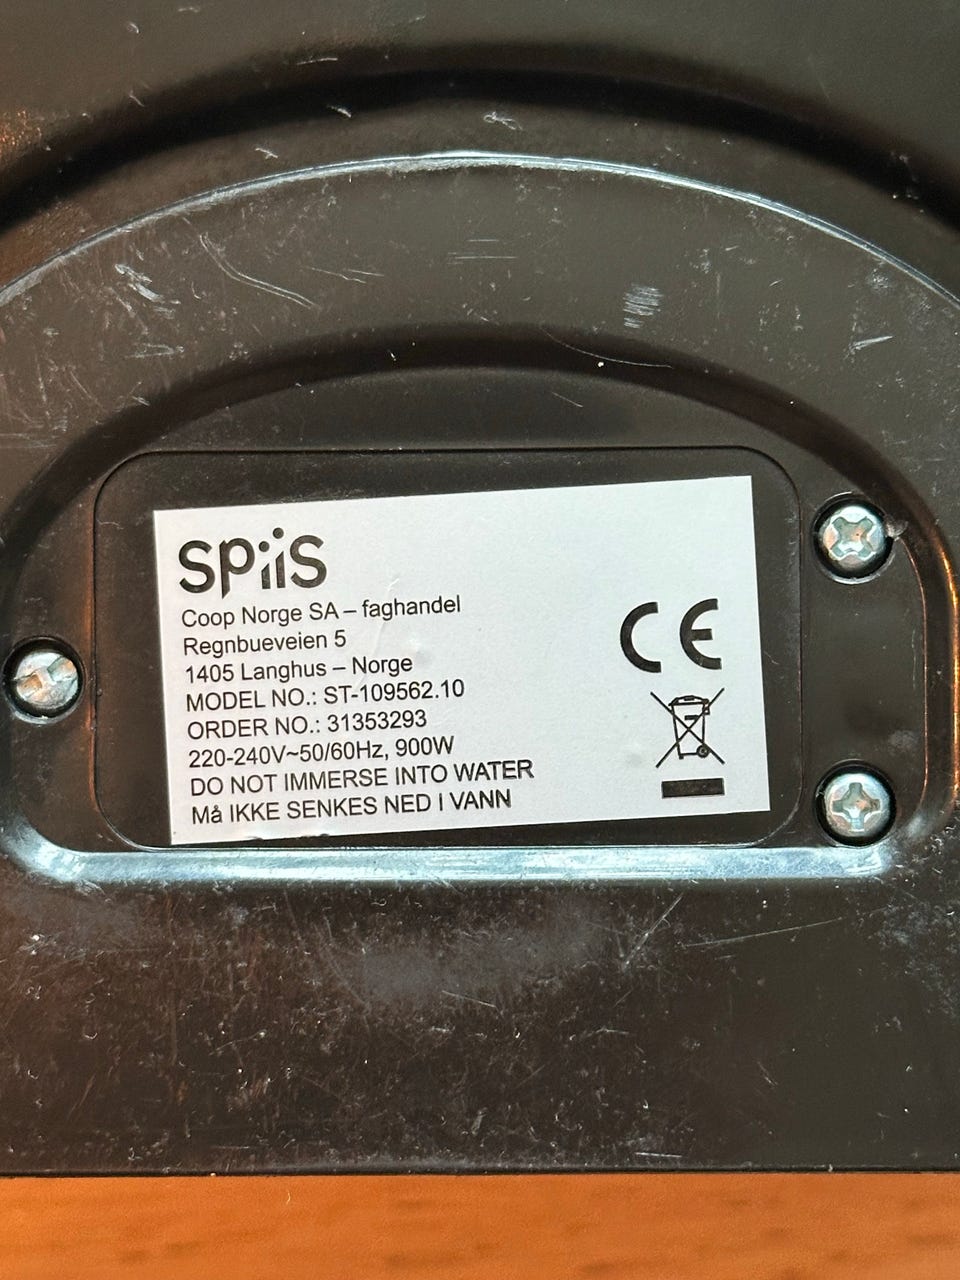 spiis
Coop Norge SA – faghandel
Regnbueveien 5
1405 Langhus – Norge
MODEL NO.: ST-109562.10
ORDER NO.: 31353293
220-240V~50/60Hz, 900W
DO NOT IMMERSE INTO WATER
Må IKKE SENKES NED I VANN
CE